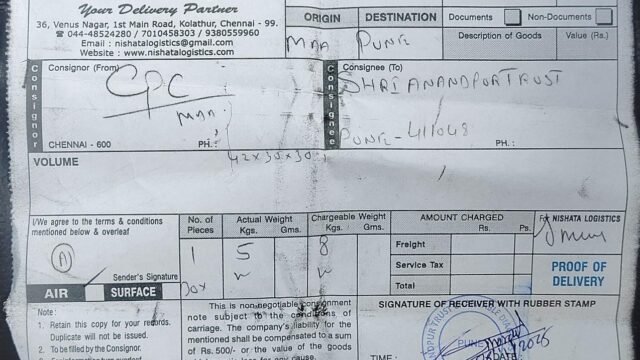 Your Delivery Partner
36, Venus Nagar, 1st Main Road, Kolathur, Chennai - 99.
☎ 044-48524280 / 7010458303 / 9380559960
Email : nishatalogistics@gmail.com
Website : www.nishatalogistics.com
ORIGIN DESTINATION
MAA PUNE
Documents Non-Documents
Description of Goods Value (Rs.)
Consignor
Consignor (From)
CPC
MAA
CHENNAI - 600 PH. :
Consignee
Consignee (To)
SHRI ANANDPUR TRUST
PUNE - 411048
PH. :
VOLUME
42x30x30
I/We agree to the terms & conditions
mentioned below & overleaf
Sender's Signature
AIR SURFACE
No. of Pieces Actual Weight Chargeable Weight
Kgs. Gms. Kgs. Gms.
1 5 8
Box
AMOUNT CHARGED
Rs. Ps.
Freight
Service Tax
Total
For NISHATA LOGISTICS
PROOF OF
DELIVERY
Note :
1. Retain this copy for your records.
Duplicate will not be issued.
2. To be filled by the Consignor.
This is non-negotiable consignment
note subject to the conditions of
carriage. The company's liability for the
mentioned shall be compensated to a sum
of Rs. 500/- or the value of the goods
SIGNATURE OF RECEIVER WITH RUBBER STAMP
PUNE
TIME : DATE: